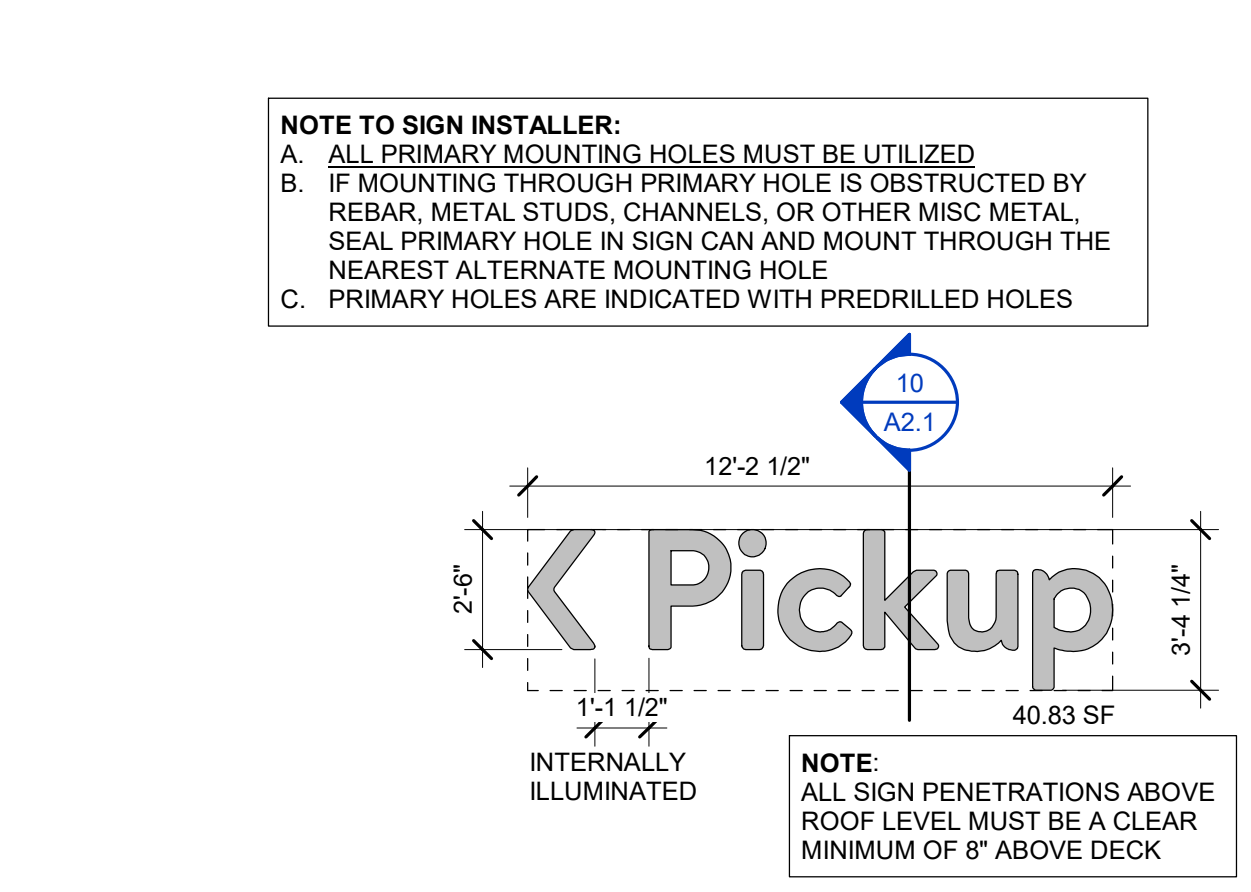 NOTE TO SIGN INSTALLER:
A. ALL PRIMARY MOUNTING HOLES MUST BE UTILIZED
B. IF MOUNTING THROUGH PRIMARY HOLE IS OBSTRUCTED BY
REBAR, METAL STUDS, CHANNELS, OR OTHER MISC METAL,
SEAL PRIMARY HOLE IN SIGN CAN AND MOUNT THROUGH THE
NEAREST ALTERNATE MOUNTING HOLE
C. PRIMARY HOLES ARE INDICATED WITH PREDRILLED HOLES
10
A2.1
12'-2 1/2"
2'-6"
< Pickup
3'-4 1/4"
1'-1 1/2"
40.83 SF
INTERNALLY
ILLUMINATED
NOTE:
ALL SIGN PENETRATIONS ABOVE
ROOF LEVEL MUST BE A CLEAR
MINIMUM OF 8" ABOVE DECK